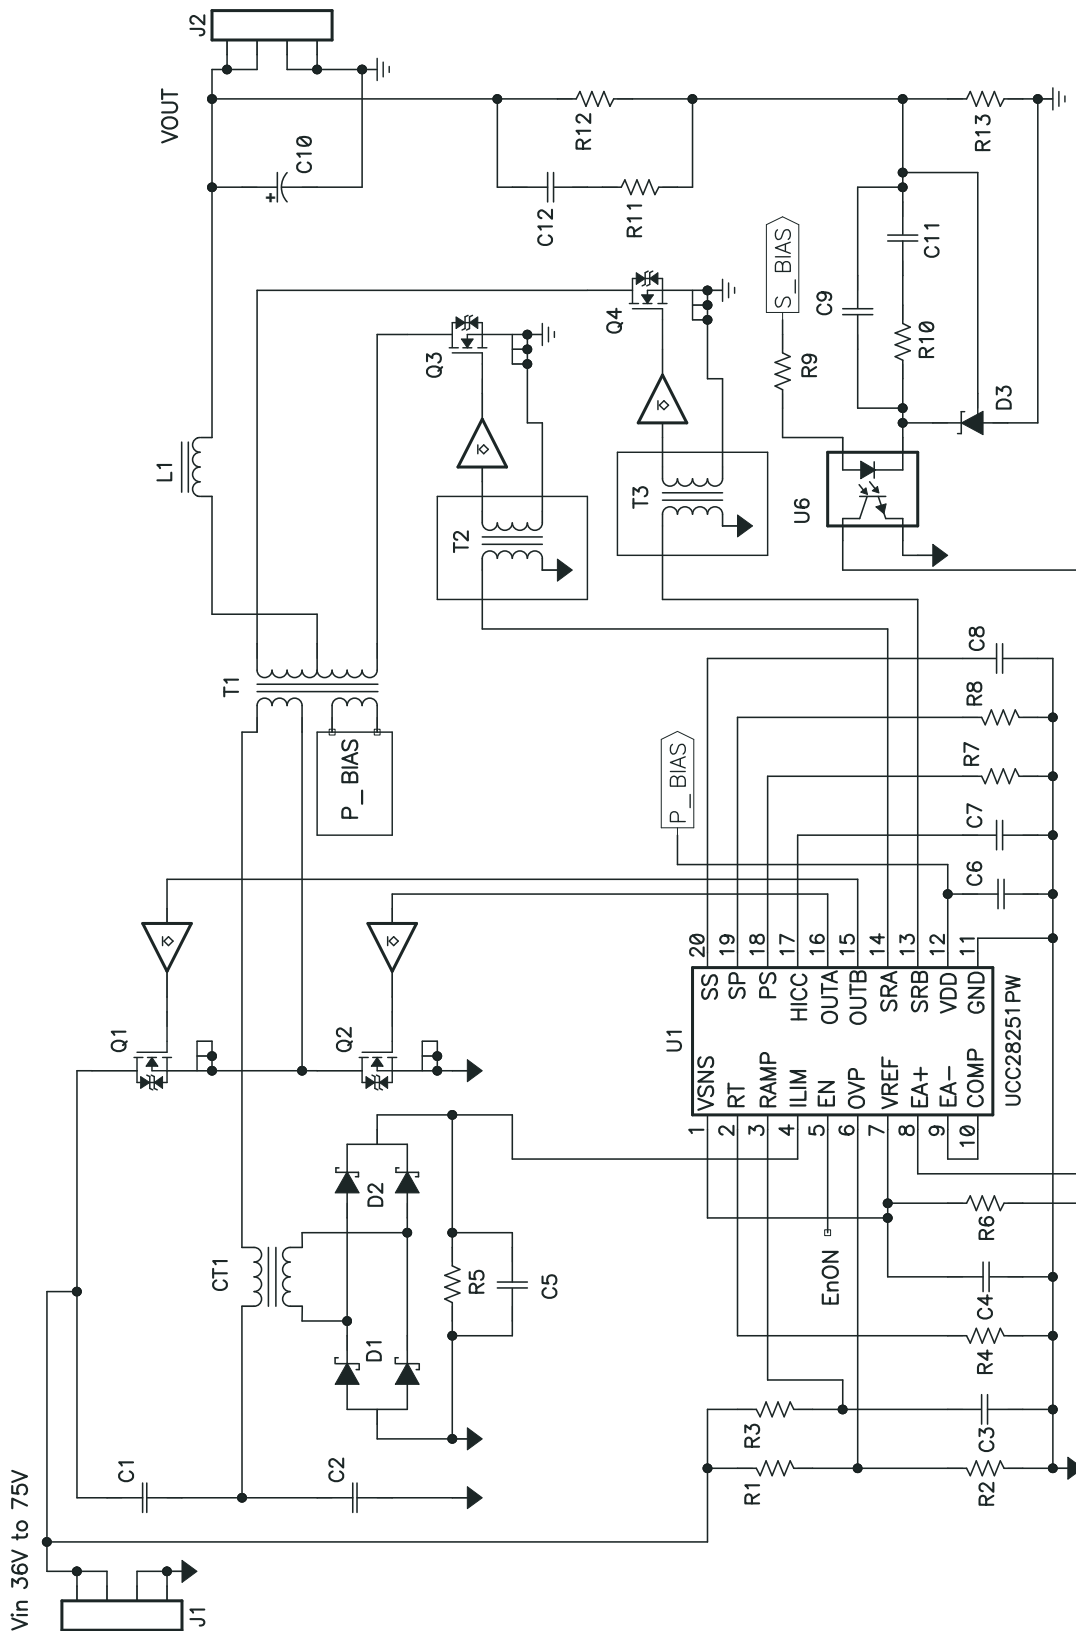 Vin 36V to 75V
J1
C1
C2
CT1
D1
D2
R5
C5
Q1
Q2
P_BIAS
T1
L1
VOUT
J2
C10
R12
C12
R11
R13
Q3
Q4
T2
T3
S_BIAS
R9
C9
C11
R10
D3
U6
P_BIAS
C8
R8
R7
C7
C6
U1
UCC28251PW
1 VSNS
2 RT
3 RAMP
4 ILIM
5 EN
6 OVP
7 VREF
8 EA+
9 EA-
10 COMP
SS 20
SP 19
PS 18
HICC 17
OUTA 16
OUTB 15
SRA 14
SRB 13
VDD 12
GND 11
EnON
R6
C4
R4
R3
C3
R1
R2